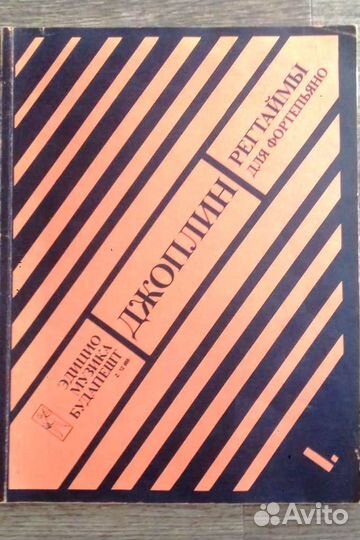 ДЖОПЛИН
РЕГТАЙМЫ
ДЛЯ ФОРТЕПЬЯНО
ЭДИЦИО
МУЗИКА
БУДАПЕШТ
I.
Avito